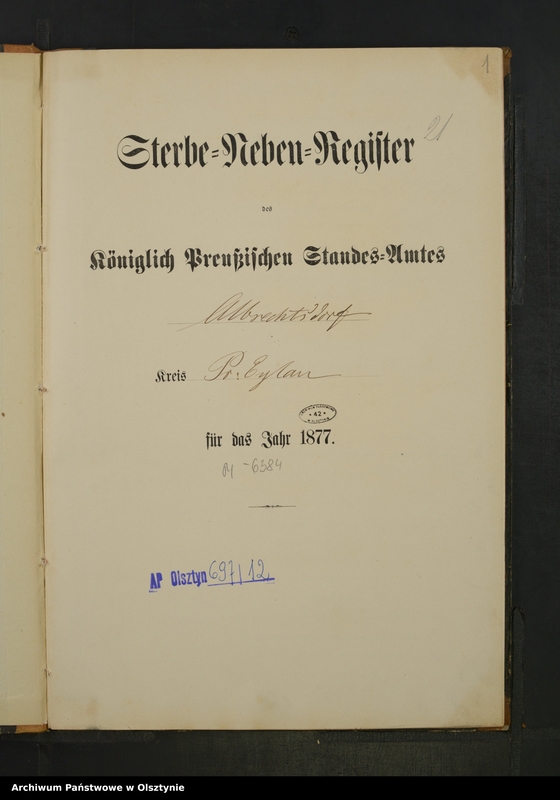 1
21
Sterbe=Neben=Register
des
Königlich Preußischen Standes=Amtes
Albrechtsdorf
Kreis Pr. Eylau
* 42 *
für das Jahr 1877.
-6384
AP Olsztyn 697/12
Archiwum Państwowe w Olsztynie